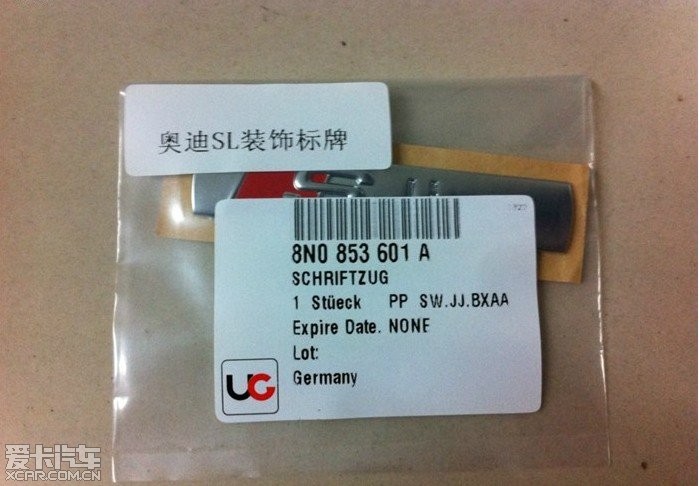 奥迪SL装饰标牌
S
8N0 853 601 A
SCHRIFTZUG
1 Stüeck PP SW.JJ.BXAA
Expire Date. NONE
Lot:
Germany
UG
爱卡汽车
XCAR.COM.CN